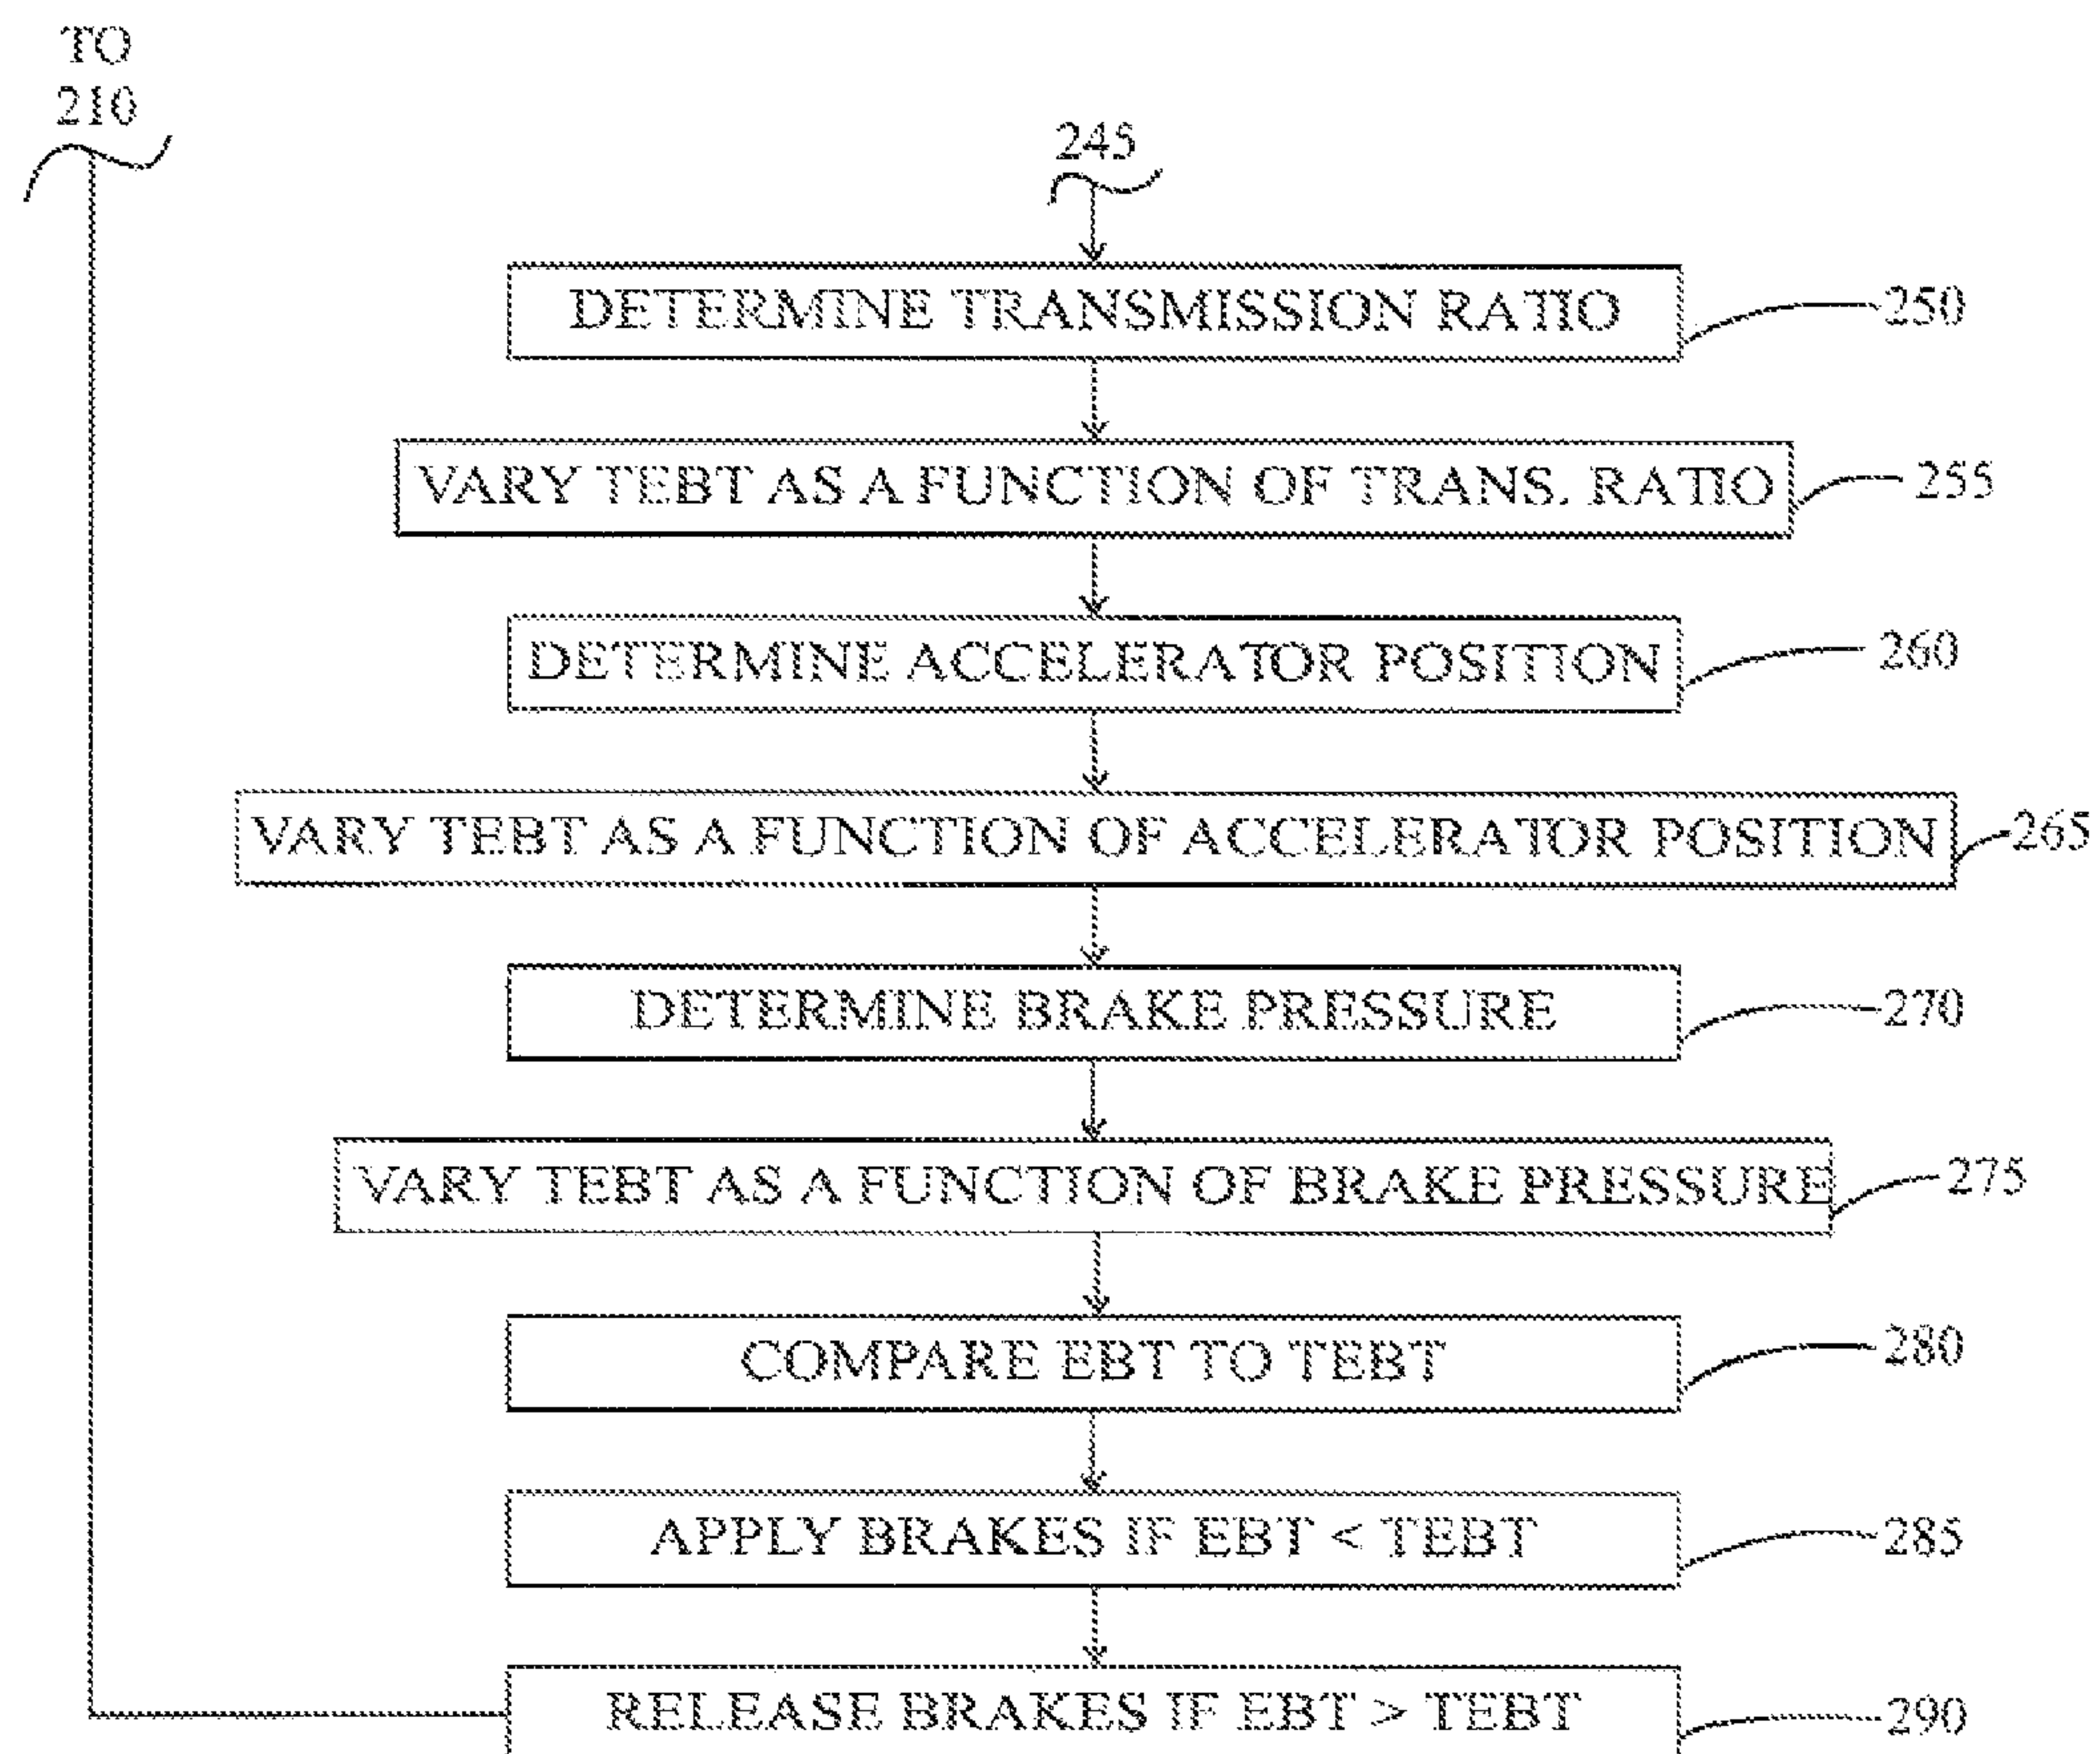 TO
210
245
DETERMINE TRANSMISSION RATIO
250
VARY TEBT AS A FUNCTION OF TRANS. RATIO
255
DETERMINE ACCELERATOR POSITION
260
VARY TEBT AS A FUNCTION OF ACCELERATOR POSITION
265
DETERMINE BRAKE PRESSURE
270
VARY TEBT AS A FUNCTION OF BRAKE PRESSURE
275
COMPARE EBT TO TEBT
280
APPLY BRAKES IF EBT < TEBT
285
RELEASE BRAKES IF EBT > TEBT
290